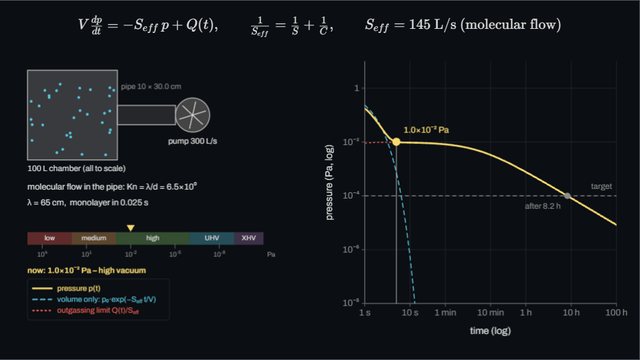 V dp/dt = −S_eff p + Q(t), 1/S_eff = 1/S + 1/C, S_eff = 145 L/s (molecular flow)
pipe 10 × 30.0 cm
pump 300 L/s
100 L chamber (all to scale)
molecular flow in the pipe: Kn = λ/d = 6.5×10⁰
λ = 65 cm, monolayer in 0.025 s
low medium high UHV XHV
10⁰ 10⁻² 10⁻⁶ 10⁻⁸ Pa
now: 1.0×10⁻² Pa – high vacuum
pressure p(t)
volume only: p₀·exp(−S_eff t/V)
outgassing limit Q(t)/S_eff
pressure (Pa, log)
1
10⁻²
10⁻⁴
10⁻⁶
10⁻⁸
1.0×10⁻² Pa
target
after 8.2 h
1 s 10 s 1 min 10 min 1 h 10 h 100 h
time (log)